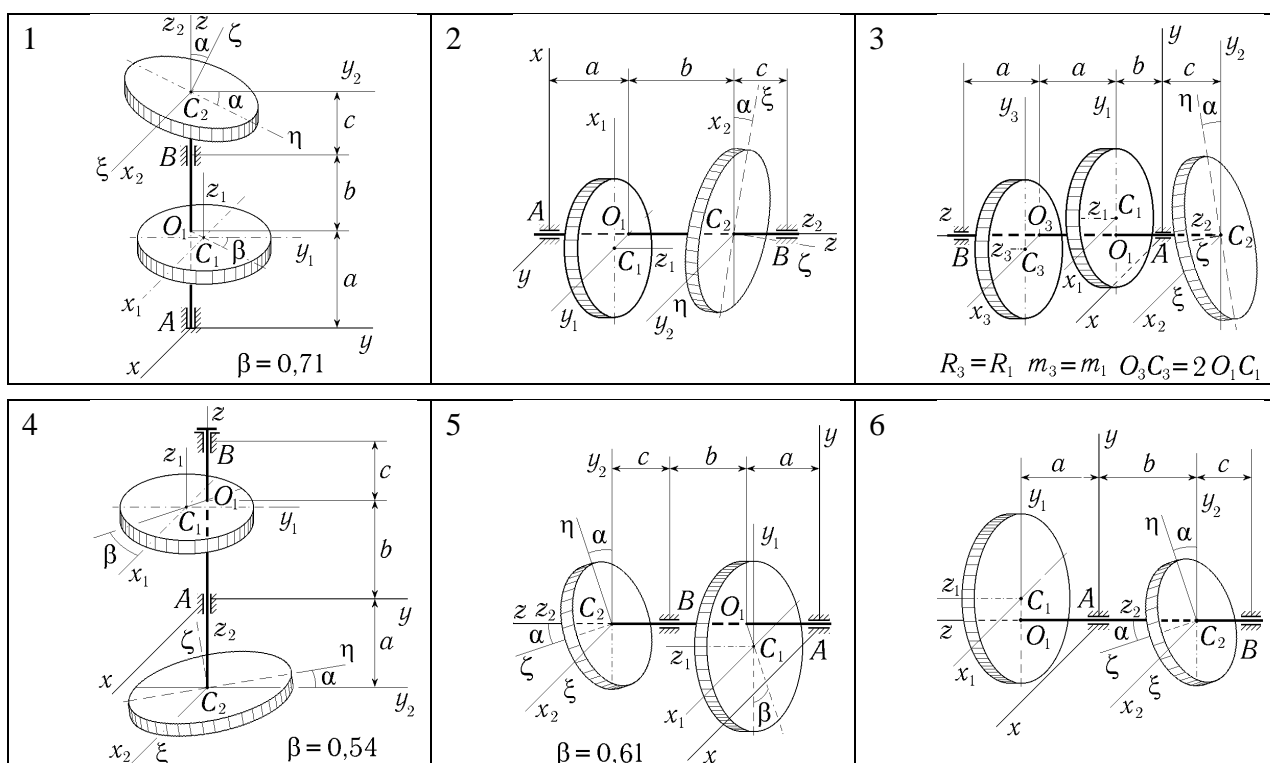 1
z₂ z
α ζ
y₂
C₂ α
η
ξ x₂
B
z₁
O₁
C₁ β y₁
x₁
A
x y
a
b
c
β = 0,71
2
x a b c
α ξ
x₁ x₂
A O₁ C₂ z₂ z
C₁ z₁ B ζ
y
y₁ y₂ η
3
y
a a b c y₂
η α
y₃ y₁
z O₃ z₁ C₁ z₂
B z₃ C₃ O₁ A ζ C₂
x₃ x₁ x x₂ ξ
R₃ = R₁ m₃ = m₁ O₃C₃ = 2 O₁C₁
4
z
B
z₁
O₁
C₁ y₁
β x₁
A y
ζ z₂
x
η
C₂ α
y₂
x₂ ξ
c
b
a
β = 0,54
5
y
y₂ c b a
η α y₁
z z₂ C₂ B O₁
α C₁ A
ζ ξ z₁
x₂ x₁ β
x
β = 0,61
6
y
a b c
y₁ η α y₂
z₁ C₁ A z₂
z O₁ α C₂ B
ζ ξ
x₁ x₂
x